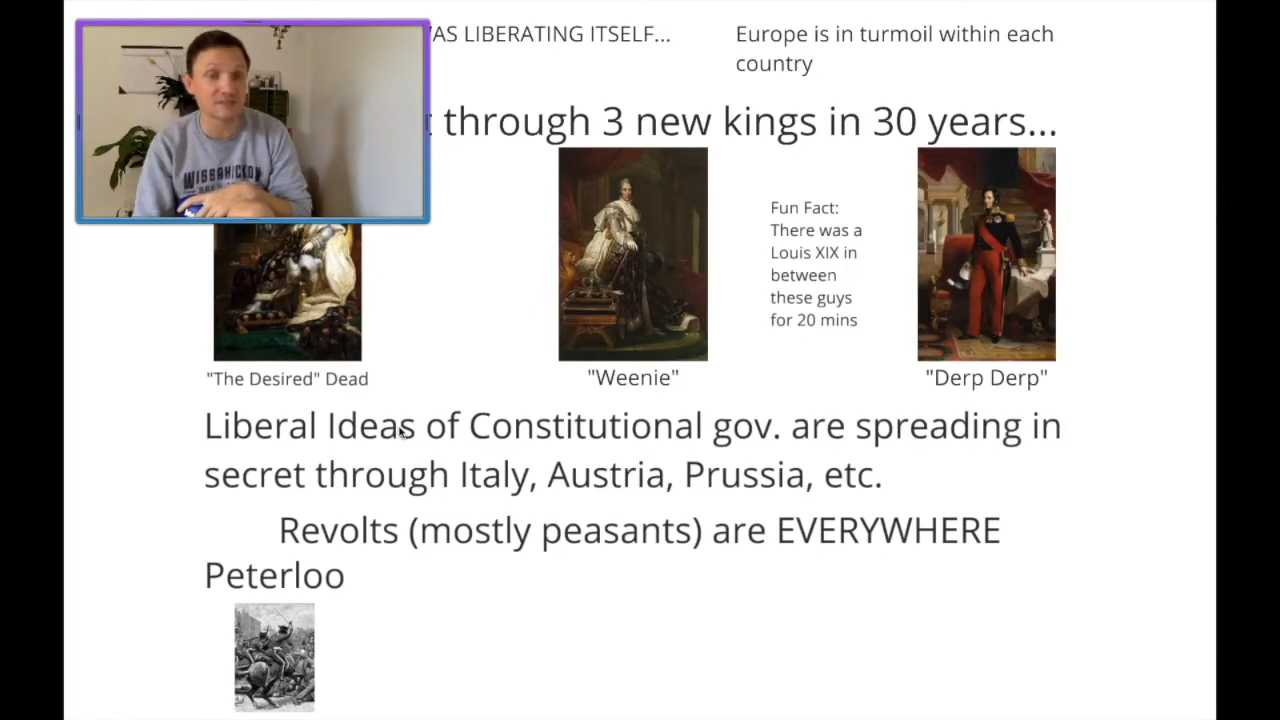 AS LIBERATING ITSELF...
Europe is in turmoil within each
country
through 3 new kings in 30 years...
WISSAHICKON
Fun Fact:
There was a
Louis XIX in
between
these guys
for 20 mins
"The Desired" Dead
"Weenie"
"Derp Derp"
Liberal Ideas of Constitutional gov. are spreading in
secret through Italy, Austria, Prussia, etc.
Revolts (mostly peasants) are EVERYWHERE
Peterloo